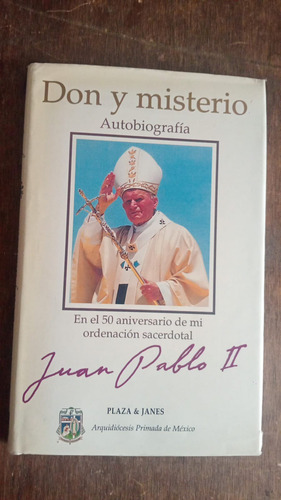 Don y misterio
Autobiografía
En el 50 aniversario de mi
ordenación sacerdotal
Juan Pablo II
PLAZA & JANES
Arquidiócesis Primada de México